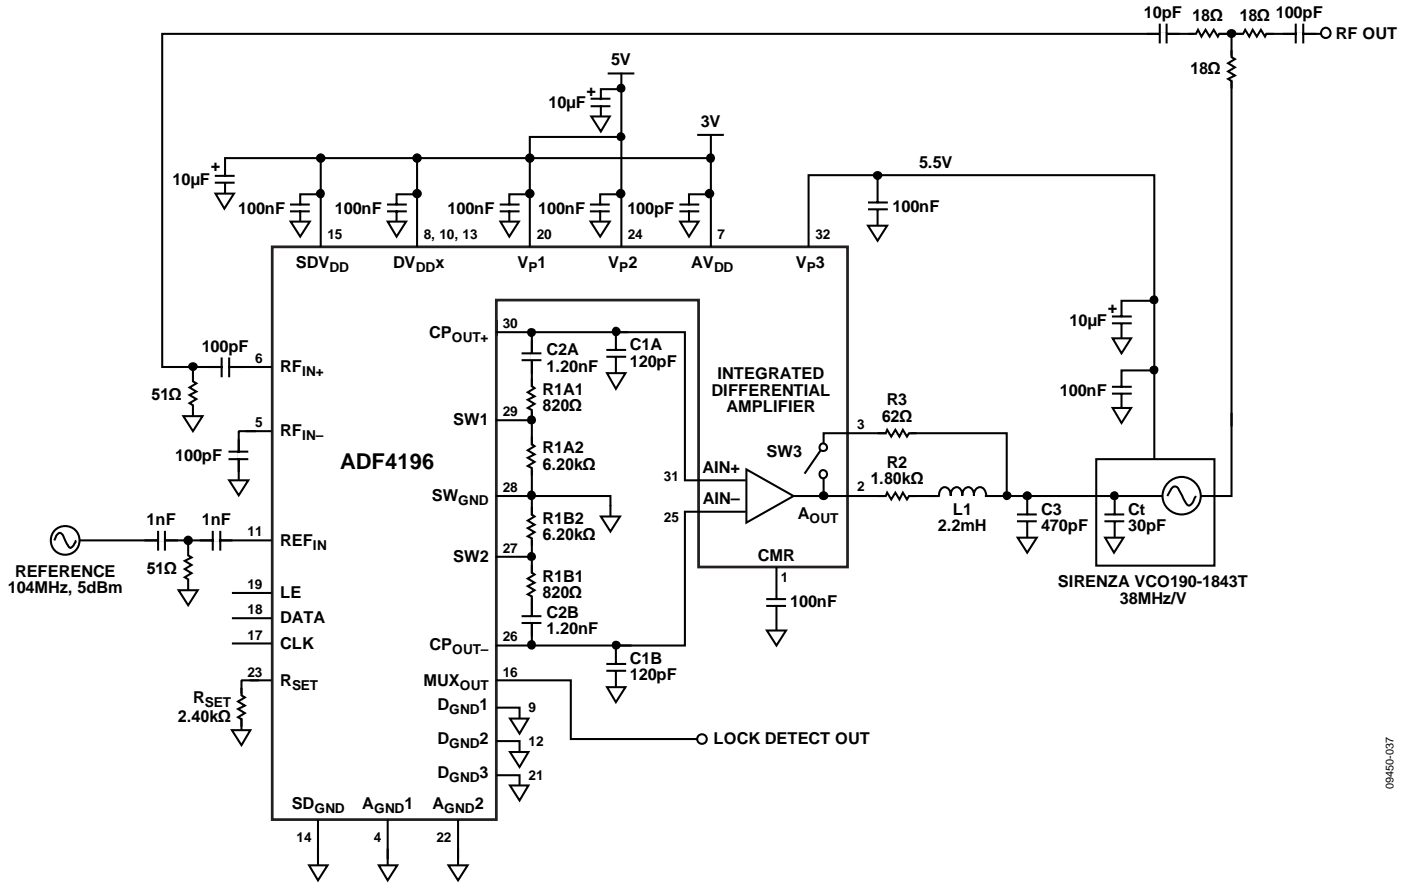 10pF
18Ω
18Ω
100pF
RF OUT
18Ω
5V
10µF
+
3V
10µF
+
5.5V
100nF
100nF
100nF
100nF
100pF
100nF
15
8, 10, 13
20
24
7
32
SDVDD
DVDDx
VP1
VP2
AVDD
VP3
100pF
6
RFIN+
51Ω
5
RFIN–
100pF
ADF4196
1nF
1nF
11
REFIN
51Ω
REFERENCE
104MHz, 5dBm
19
LE
18
DATA
17
CLK
23
RSET
RSET
2.40kΩ
CPOUT+
30
C2A
1.20nF
C1A
120pF
R1A1
820Ω
SW1
29
R1A2
6.20kΩ
SWGND
28
R1B2
6.20kΩ
SW2
27
R1B1
820Ω
C2B
1.20nF
CPOUT–
26
C1B
120pF
MUXOUT
16
DGND1
9
DGND2
12
DGND3
21
LOCK DETECT OUT
SDGND
AGND1
AGND2
14
4
22
INTEGRATED
DIFFERENTIAL
AMPLIFIER
31
AIN+
25
AIN–
SW3
AOUT
CMR
1
100nF
3
R3
62Ω
2
R2
1.80kΩ
L1
2.2mH
C3
470pF
10µF
+
100nF
Ct
30pF
SIRENZA VCO190-1843T
38MHz/V
09450-037